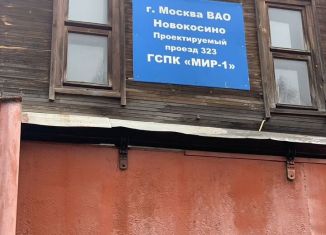 г. Москва ВАО
Новокосино
Проектируемый
проезд 323
ГСПК «МИР-1»